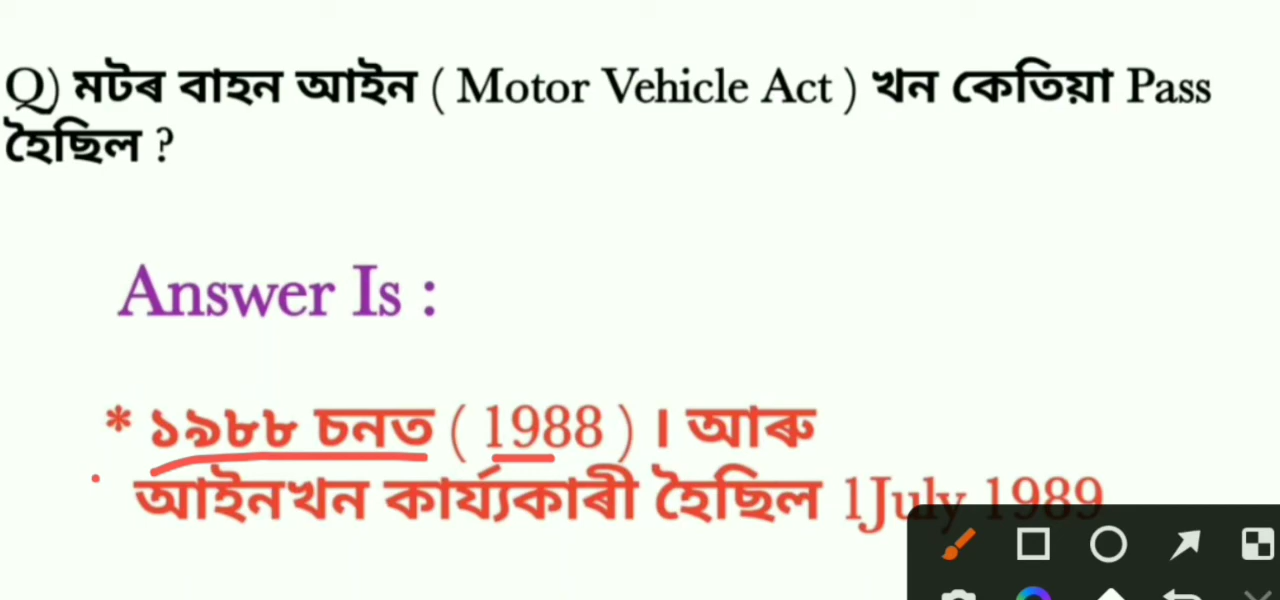 Q) মটৰ বাহন আইন ( Motor Vehicle Act ) খন কেতিয়া Pass
হৈছিল ?
Answer Is :
* ১৯৮৮ চনত ( 1988 ) । আৰু
আইনখন কাৰ্য্যকাৰী হৈছিল 1July 1989